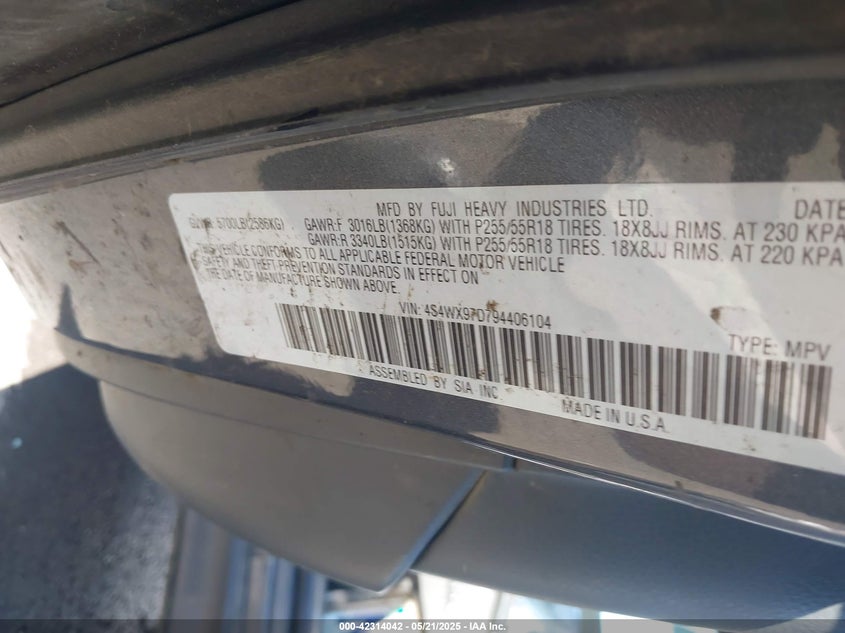 MFD BY FUJI HEAVY INDUSTRIES LTD. DATE
GVWR: 5700LB(2586KG) GAWR:F 3016LB(1368KG) WITH P255/55R18 TIRES. 18X8JJ RIMS. AT 230 KPA
GAWR:R 3340LB(1515KG) WITH P255/55R18 TIRES. 18X8JJ RIMS. AT 220 KPA
THIS VEHICLE CONFORMS TO ALL APPLICABLE FEDERAL MOTOR VEHICLE
SAFETY AND THEFT PREVENTION STANDARDS IN EFFECT ON
THE DATE OF MANUFACTURE SHOWN ABOVE.
VIN: 4S4WX97D794406104
TYPE: MPV
ASSEMBLED BY SIA INC.
MADE IN U.S.A.
000-42314042 - 05/21/2025 - IAA Inc.